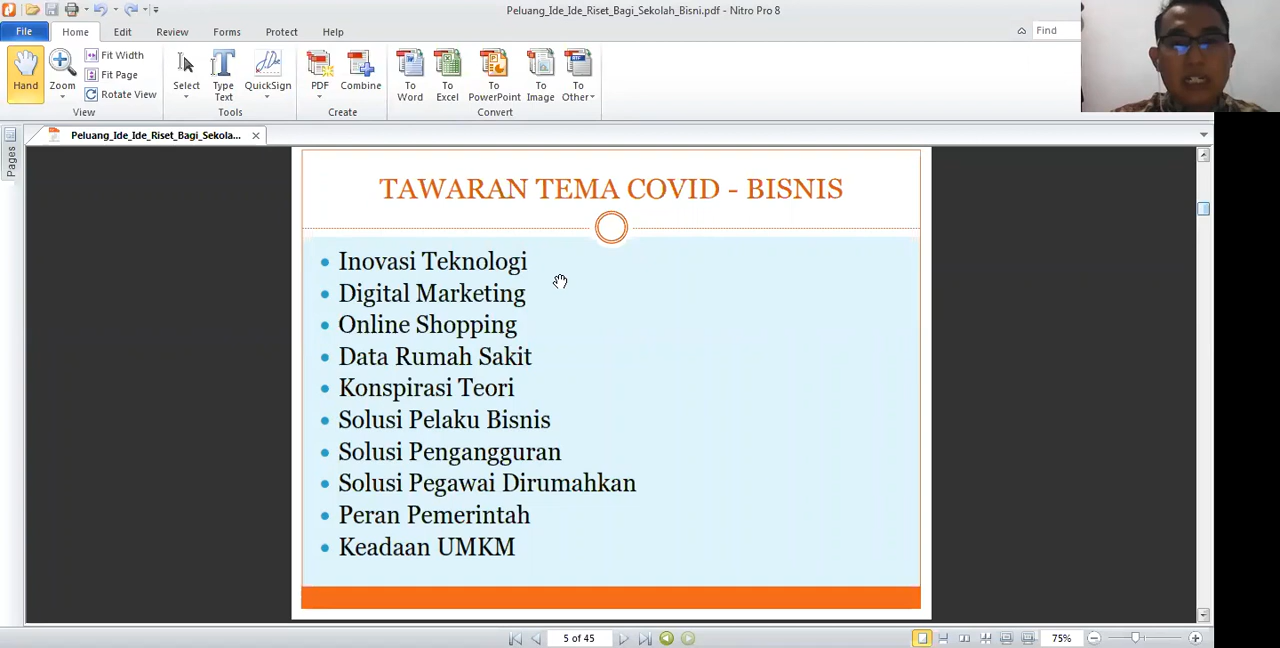 Peluang_Ide_Ide_Riset_Bagi_Sekolah_Bisni.pdf - Nitro Pro 8
File Home Edit Review Forms Protect Help Find
Hand Zoom Fit Width Fit Page Rotate View Select Type Text QuickSign PDF Combine To Word To Excel To PowerPoint To Image To Other
View Tools Create Convert
Peluang_Ide_Ide_Riset_Bagi_Sekola...
Pages
TAWARAN TEMA COVID - BISNIS
Inovasi Teknologi
Digital Marketing
Online Shopping
Data Rumah Sakit
Konspirasi Teori
Solusi Pelaku Bisnis
Solusi Pengangguran
Solusi Pegawai Dirumahkan
Peran Pemerintah
Keadaan UMKM
5 of 45 75%